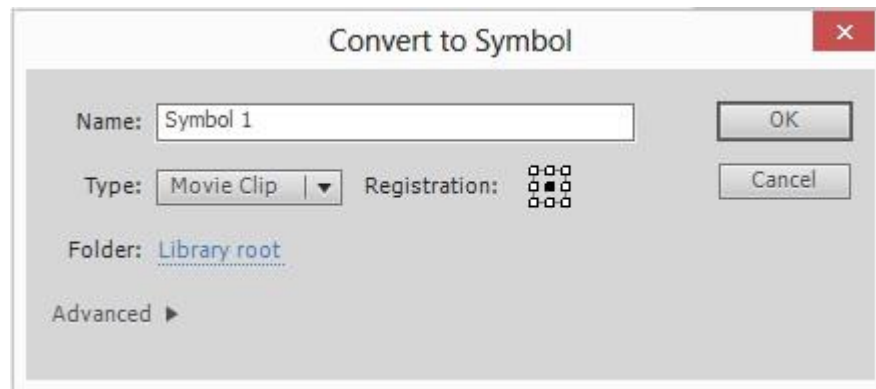 Convert to Symbol
Name: Symbol 1
OK
Type: Movie Clip Registration:
Cancel
Folder: Library root
Advanced